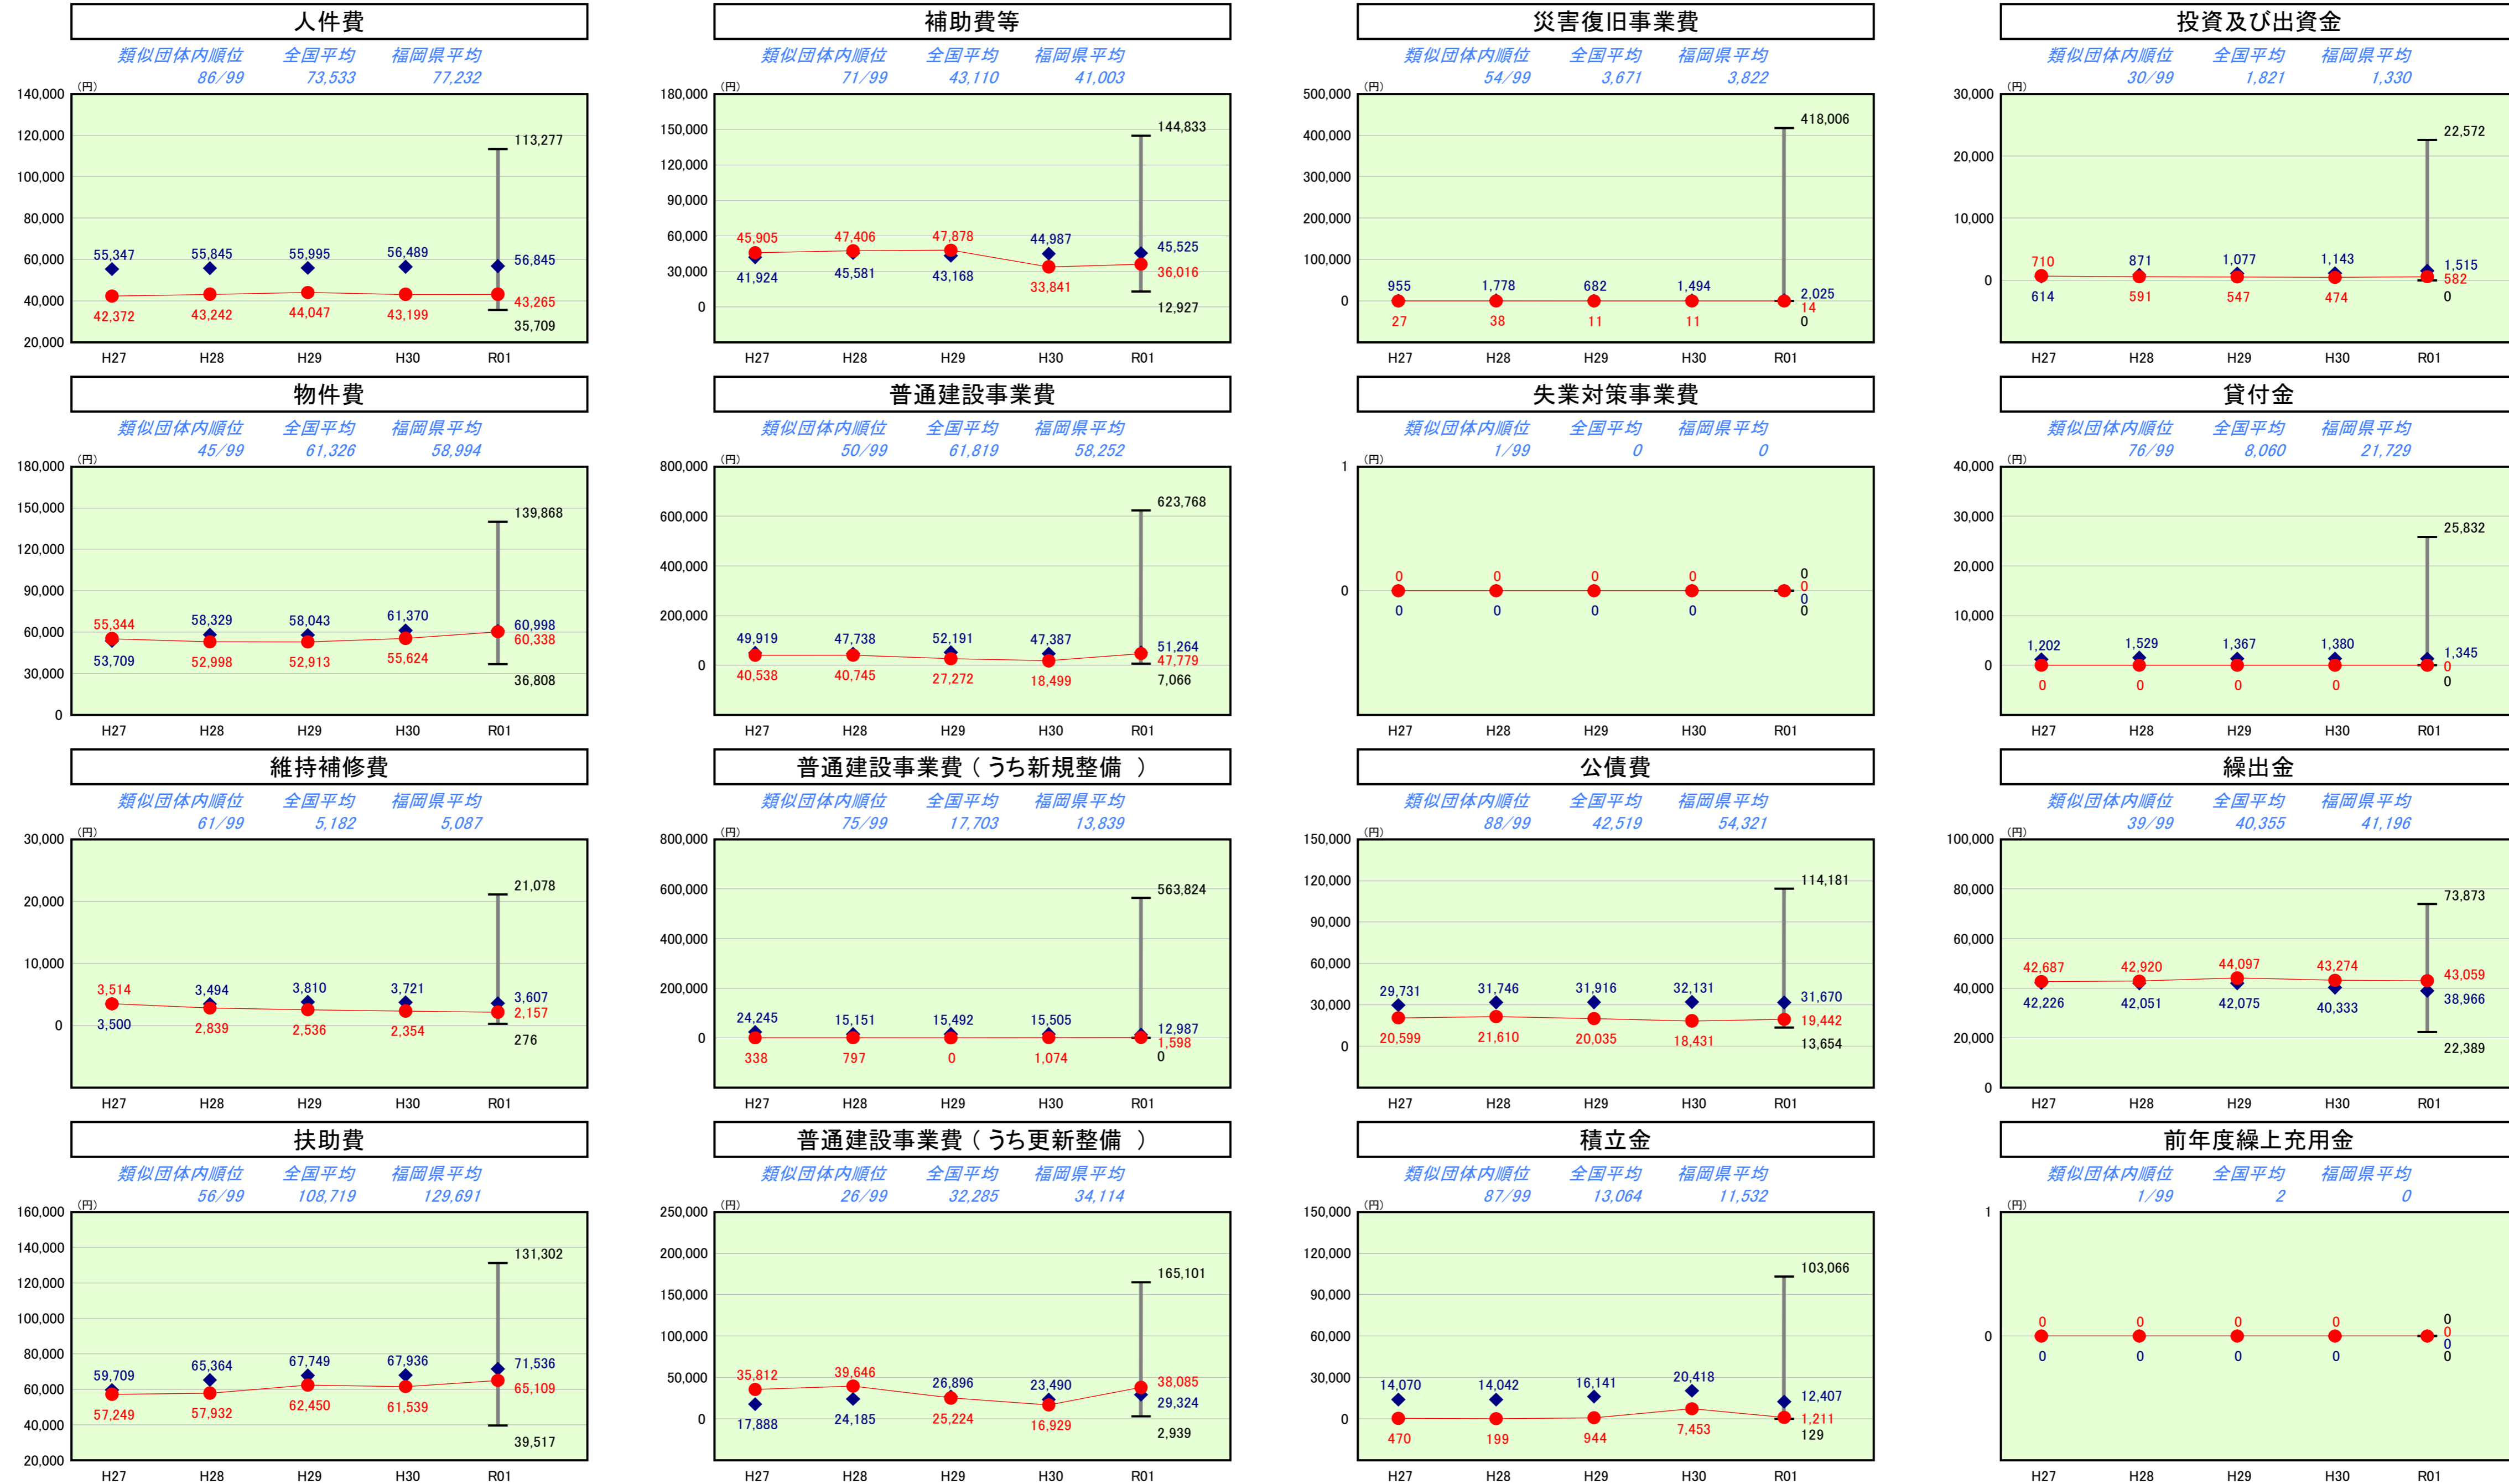 人件費
類似団体内順位 全国平均 福岡県平均
86/99 73,533 77,232
(円)
140,000
120,000
100,000
80,000
60,000
40,000
20,000
113,277
55,347 55,845 55,995 56,489 56,845
42,372 43,242 44,047 43,199 43,265
35,709
H27 H28 H29 H30 R01
補助費等
類似団体内順位 全国平均 福岡県平均
71/99 43,110 41,003
(円)
180,000
150,000
120,000
90,000
60,000
30,000
0
144,833
45,905 47,406 47,878 44,987 45,525
41,924 45,581 43,168 33,841 36,016
12,927
H27 H28 H29 H30 R01
災害復旧事業費
類似団体内順位 全国平均 福岡県平均
54/99 3,671 3,822
(円)
500,000
400,000
300,000
200,000
100,000
0
418,006
955 1,778 682 1,494 2,025
27 38 11 11 14
0
H27 H28 H29 H30 R01
投資及び出資金
類似団体内順位 全国平均 福岡県平均
30/99 1,821 1,330
(円)
30,000
20,000
10,000
0
22,572
710 871 1,077 1,143 1,515
614 591 547 474 582
0
H27 H28 H29 H30 R01
物件費
類似団体内順位 全国平均 福岡県平均
45/99 61,326 58,994
(円)
180,000
150,000
120,000
90,000
60,000
30,000
0
139,868
55,344 58,329 58,043 61,370 60,998
53,709 52,998 52,913 55,624 60,338
36,808
H27 H28 H29 H30 R01
普通建設事業費
類似団体内順位 全国平均 福岡県平均
50/99 61,819 58,252
(円)
800,000
600,000
400,000
200,000
0
623,768
49,919 47,738 52,191 47,387 51,264
40,538 40,745 27,272 18,499 47,779
7,066
H27 H28 H29 H30 R01
失業対策事業費
類似団体内順位 全国平均 福岡県平均
1/99 0 0
(円)
1
0
0 0 0 0 0
0
0 0 0 0 0
0
H27 H28 H29 H30 R01
貸付金
類似団体内順位 全国平均 福岡県平均
76/99 8,060 21,729
(円)
40,000
30,000
20,000
10,000
0
25,832
1,202 1,529 1,367 1,380 1,345
0 0 0 0 0
0
H27 H28 H29 H30 R01
維持補修費
類似団体内順位 全国平均 福岡県平均
61/99 5,182 5,087
(円)
30,000
20,000
10,000
0
21,078
3,514 3,494 3,810 3,721 3,607
3,500 2,839 2,536 2,354 2,157
276
H27 H28 H29 H30 R01
普通建設事業費(うち新規整備 )
類似団体内順位 全国平均 福岡県平均
75/99 17,703 13,839
(円)
800,000
600,000
400,000
200,000
0
563,824
24,245 15,151 15,492 15,505 12,987
338 797 0 1,074 1,598
0
H27 H28 H29 H30 R01
公債費
類似団体内順位 全国平均 福岡県平均
88/99 42,519 54,321
(円)
150,000
120,000
90,000
60,000
30,000
0
114,181
29,731 31,746 31,916 32,131 31,670
20,599 21,610 20,035 18,431 19,442
13,654
H27 H28 H29 H30 R01
繰出金
類似団体内順位 全国平均 福岡県平均
39/99 40,355 41,196
(円)
100,000
80,000
60,000
40,000
20,000
0
73,873
42,687 42,920 44,097 43,274 43,059
42,226 42,051 42,075 40,333 38,966
22,389
H27 H28 H29 H30 R01
扶助費
類似団体内順位 全国平均 福岡県平均
56/99 108,719 129,691
(円)
160,000
140,000
120,000
100,000
80,000
60,000
40,000
20,000
131,302
59,709 65,364 67,749 67,936 71,536
57,249 57,932 62,450 61,539 65,109
39,517
H27 H28 H29 H30 R01
普通建設事業費(うち更新整備 )
類似団体内順位 全国平均 福岡県平均
26/99 32,285 34,114
(円)
250,000
200,000
150,000
100,000
50,000
0
165,101
35,812 39,646 26,896 23,490 38,085
17,888 24,185 25,224 16,929 29,324
2,939
H27 H28 H29 H30 R01
積立金
類似団体内順位 全国平均 福岡県平均
87/99 13,064 11,532
(円)
150,000
120,000
90,000
60,000
30,000
0
103,066
14,070 14,042 16,141 20,418 12,407
470 199 944 7,453 1,211
129
H27 H28 H29 H30 R01
前年度繰上充用金
類似団体内順位 全国平均 福岡県平均
1/99 2 0
(円)
1
0
0 0 0 0 0
0
0 0 0 0 0
0
H27 H28 H29 H30 R01